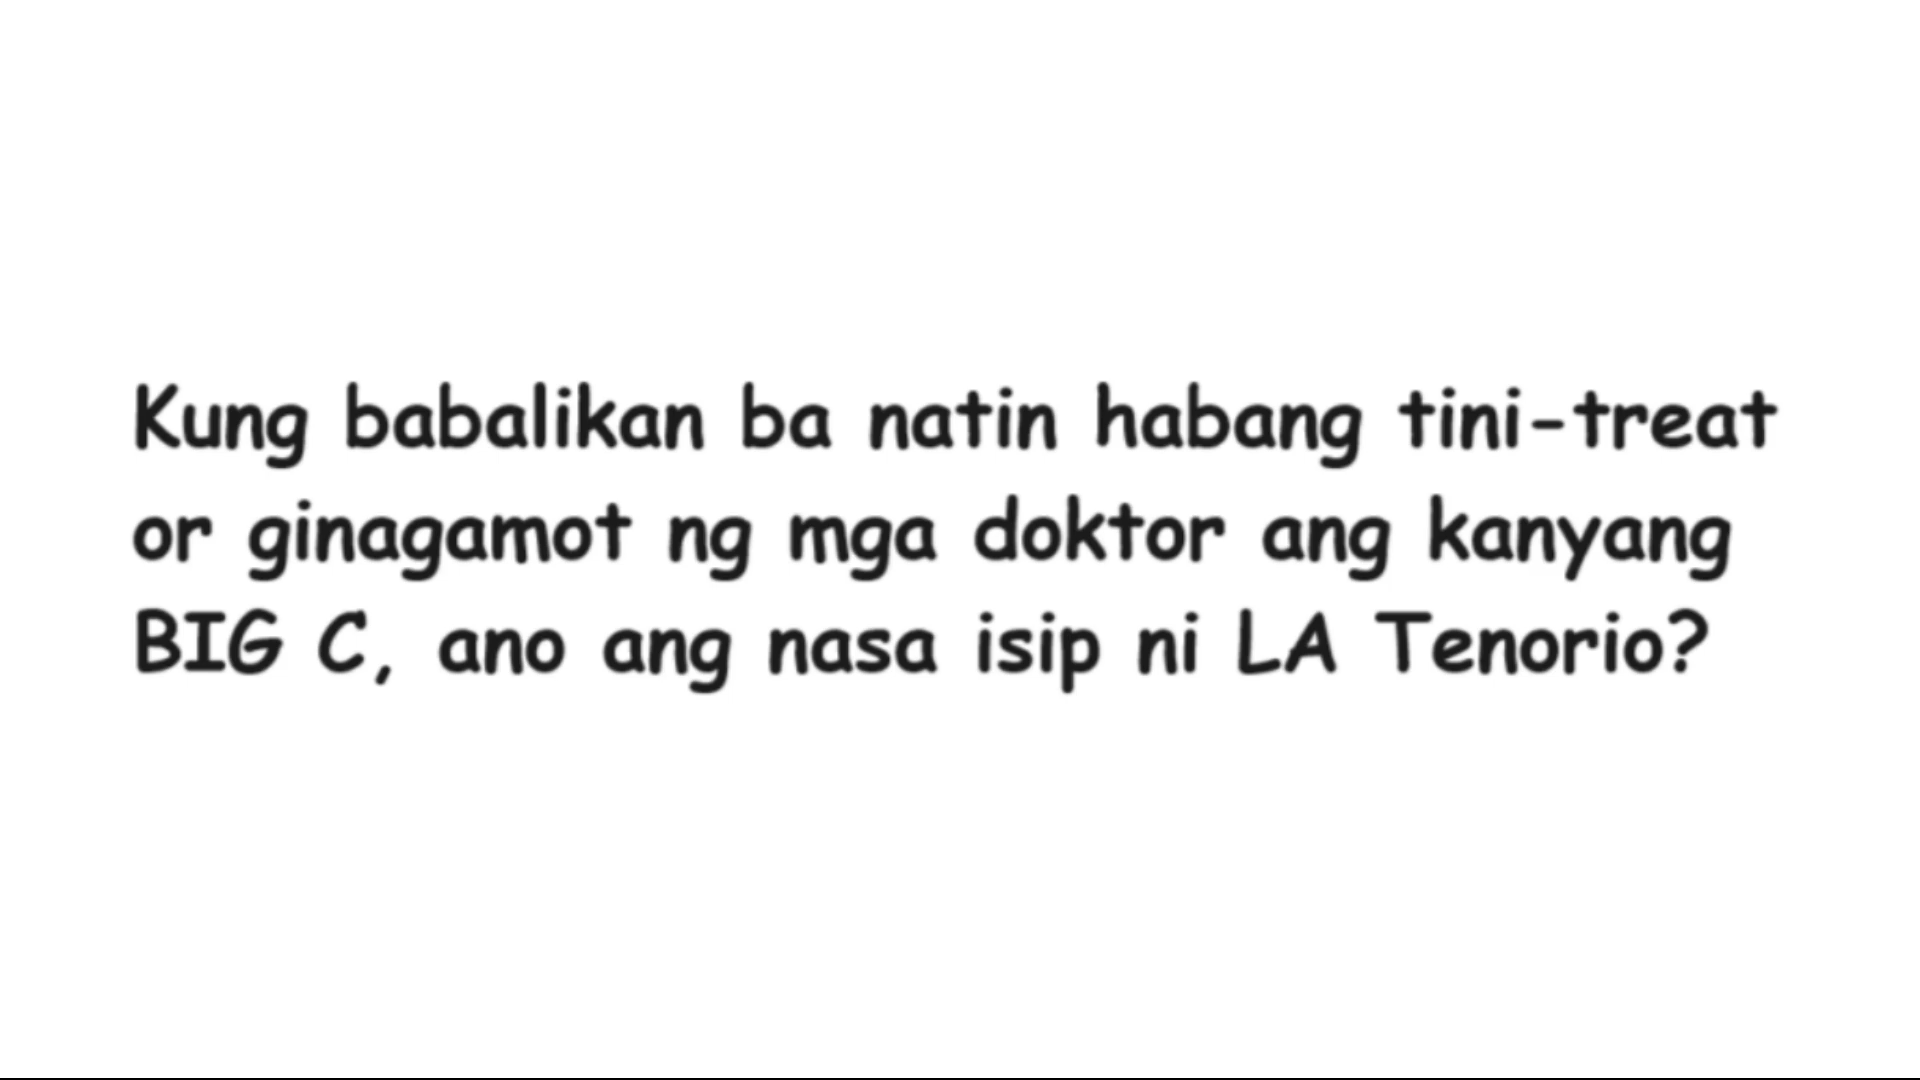 Kung babalikan ba natin habang tini-treat
or ginagamot ng mga doktor ang kanyang
BIG C, ano ang nasa isip ni LA Tenorio?